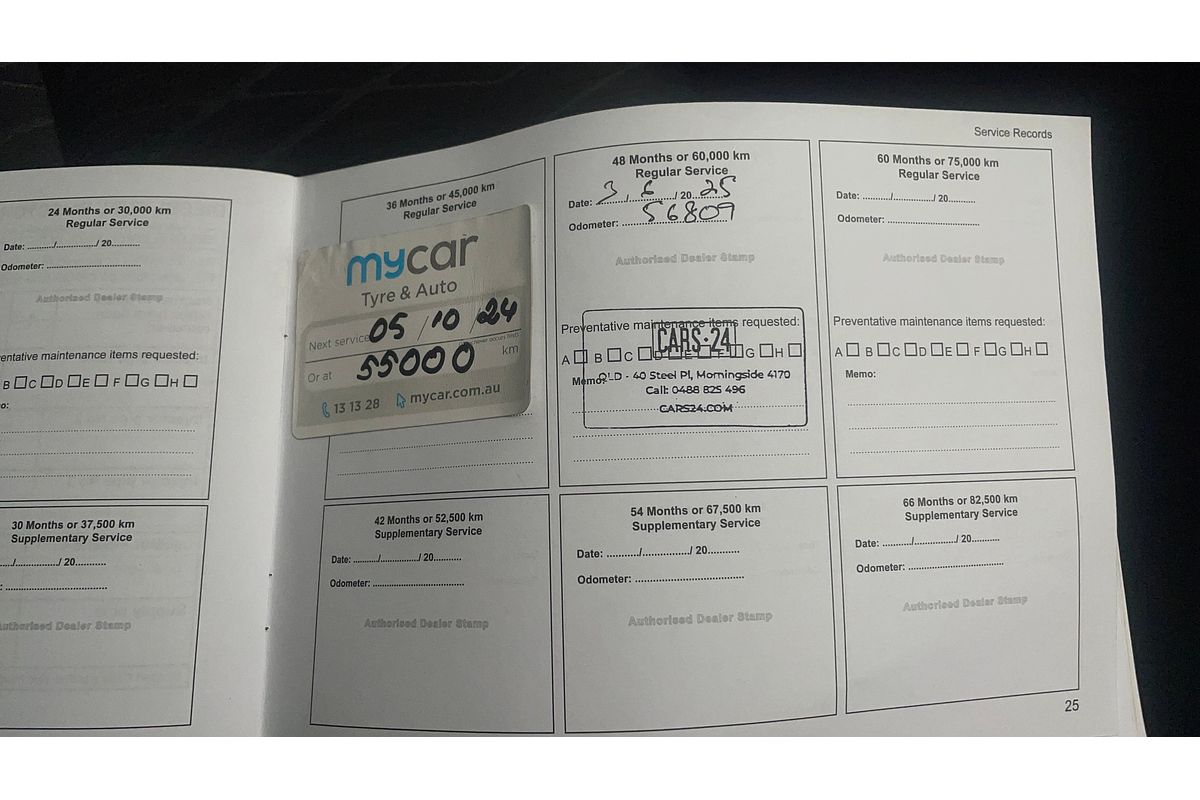 Service Records
24 Months or 30,000 km
Regular Service
Date: ........../................/ 20...........
Odometer: ....................................
Authorised Dealer Stamp
entative maintenance items requested:
B □ C □ D □ E □ F □ G □ H □
o:
30 Months or 37,500 km
Supplementary Service
...../................/ 20...........
: ....................................
Authorised Dealer Stamp
36 Months or 45,000 km
Regular Service
mycar
Tyre & Auto
Next service 05 / 10 / 24
Or at 55000 km
13 13 28 mycar.com.au
42 Months or 52,500 km
Supplementary Service
Date: ........../................/ 20...........
Odometer: ....................................
Authorised Dealer Stamp
48 Months or 60,000 km
Regular Service
Date: 3 / 6 / 20 25
Odometer: 56809
Authorised Dealer Stamp
Preventative maintenance items requested:
A □ B □ C □ D □ E □ F □ G □ H □
Memo:
CARS·24
QLD - 40 Steel Pl, Morningside 4170
Call: 0488 825 496
CARS24.COM
54 Months or 67,500 km
Supplementary Service
Date: ........../................/ 20...........
Odometer: ....................................
Authorised Dealer Stamp
60 Months or 75,000 km
Regular Service
Date: ........../................/ 20...........
Odometer: ....................................
Authorised Dealer Stamp
Preventative maintenance items requested:
A □ B □ C □ D □ E □ F □ G □ H □
Memo:
66 Months or 82,500 km
Supplementary Service
Date: ........../................/ 20...........
Odometer: ....................................
Authorised Dealer Stamp
25